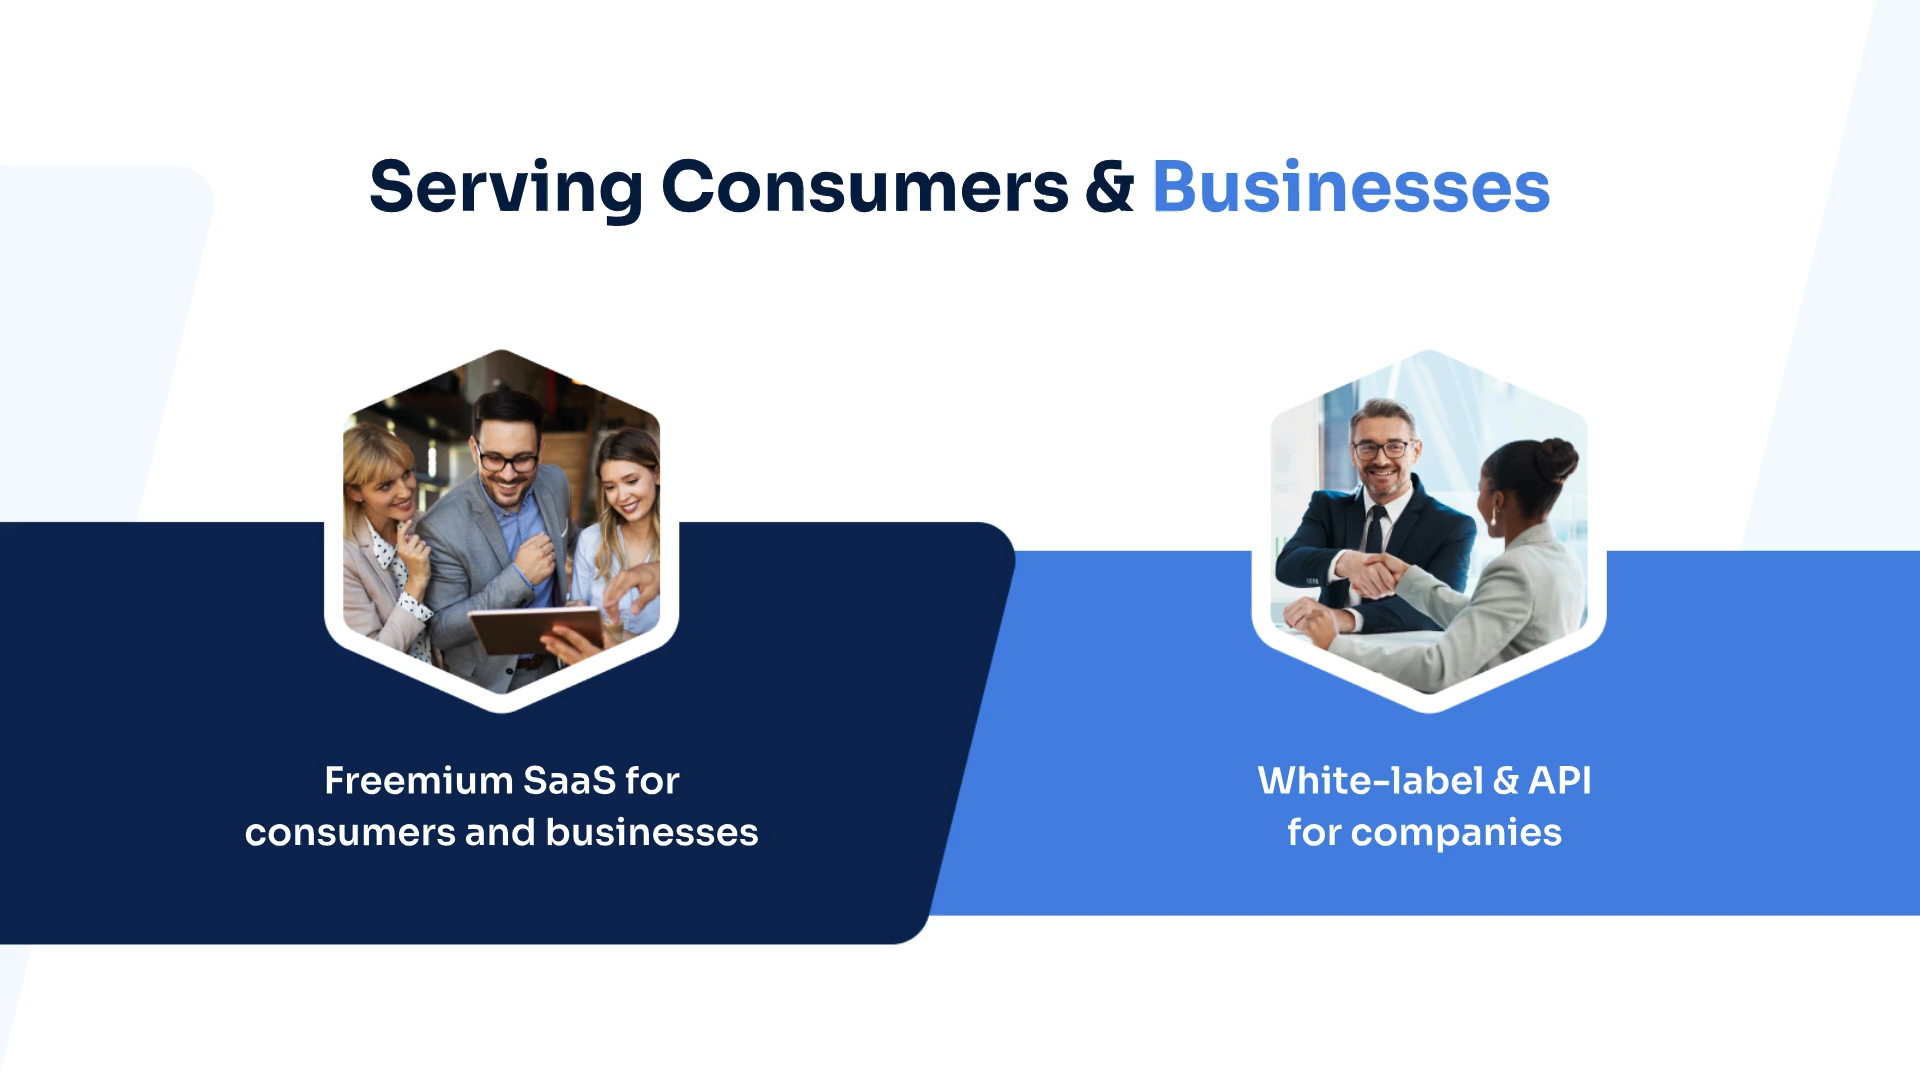 Serving Consumers & Businesses
Freemium SaaS for
consumers and businesses
White-label & API
for companies